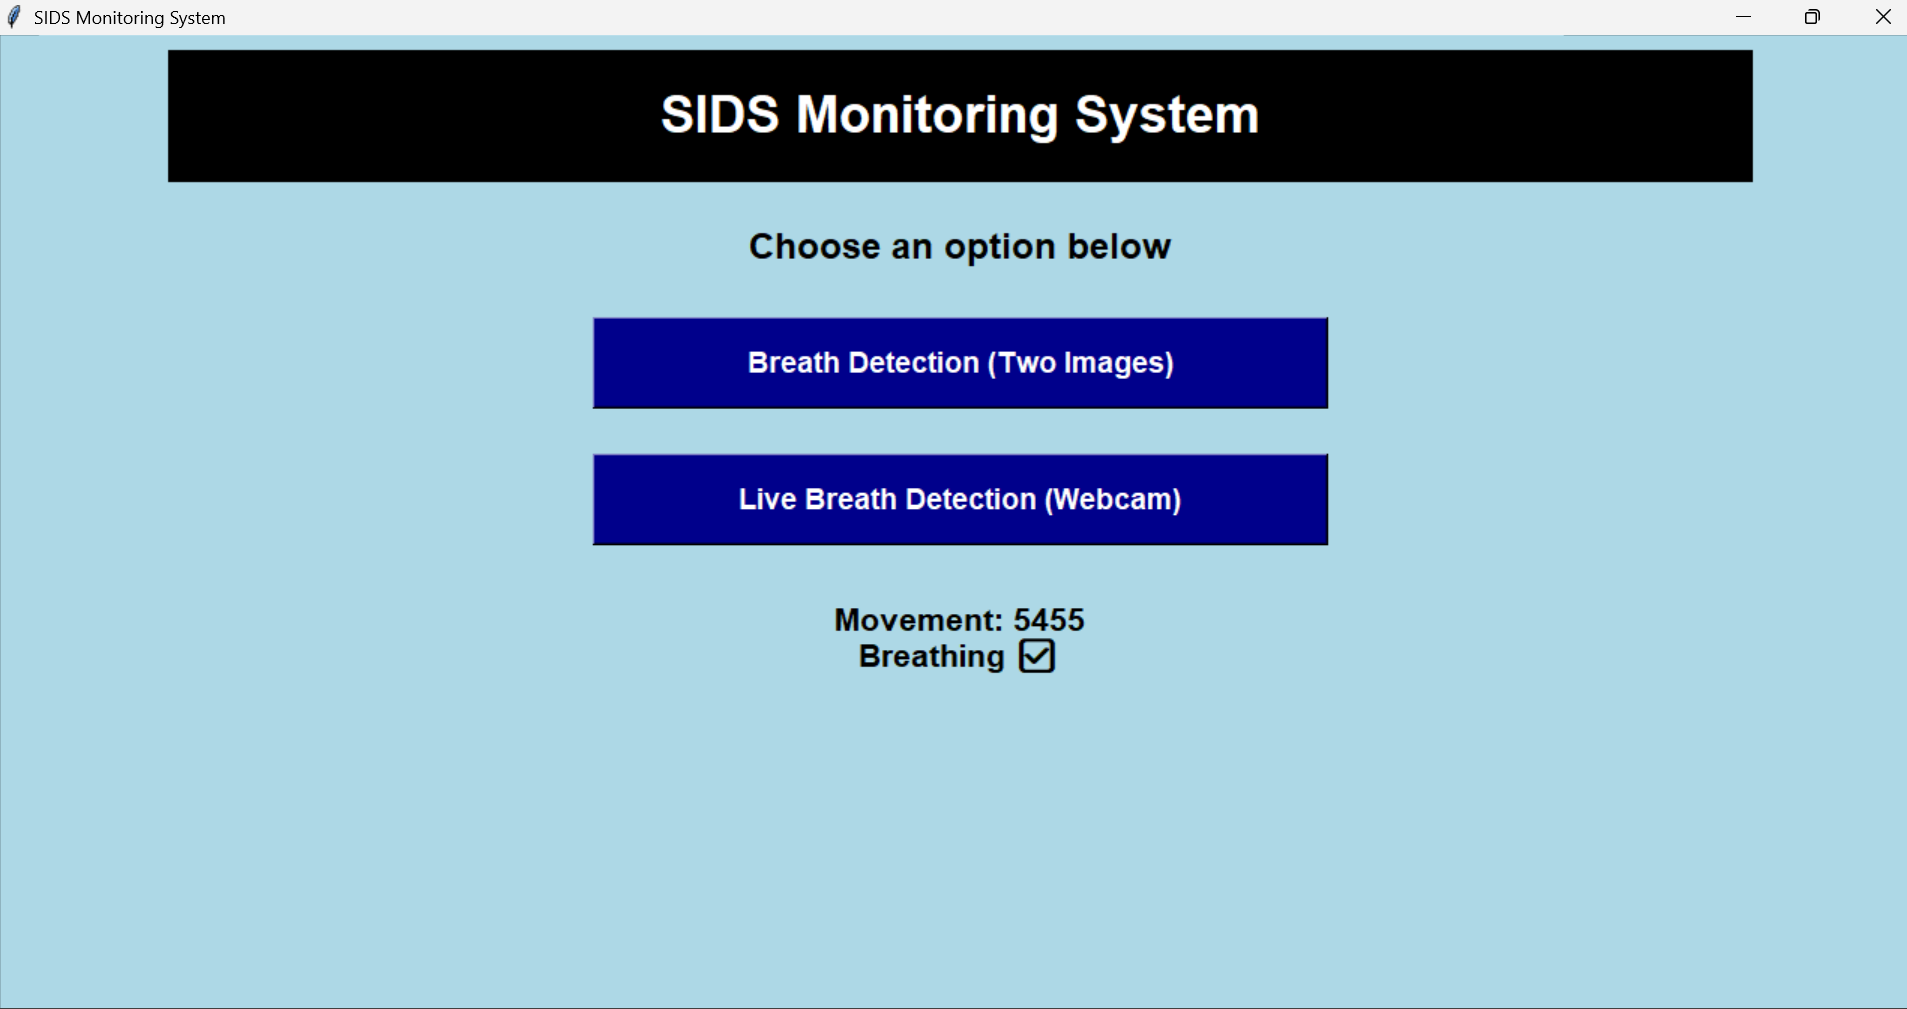 SIDS Monitoring System
SIDS Monitoring System
Choose an option below
Breath Detection (Two Images)
Live Breath Detection (Webcam)
Movement: 5455
Breathing ☑